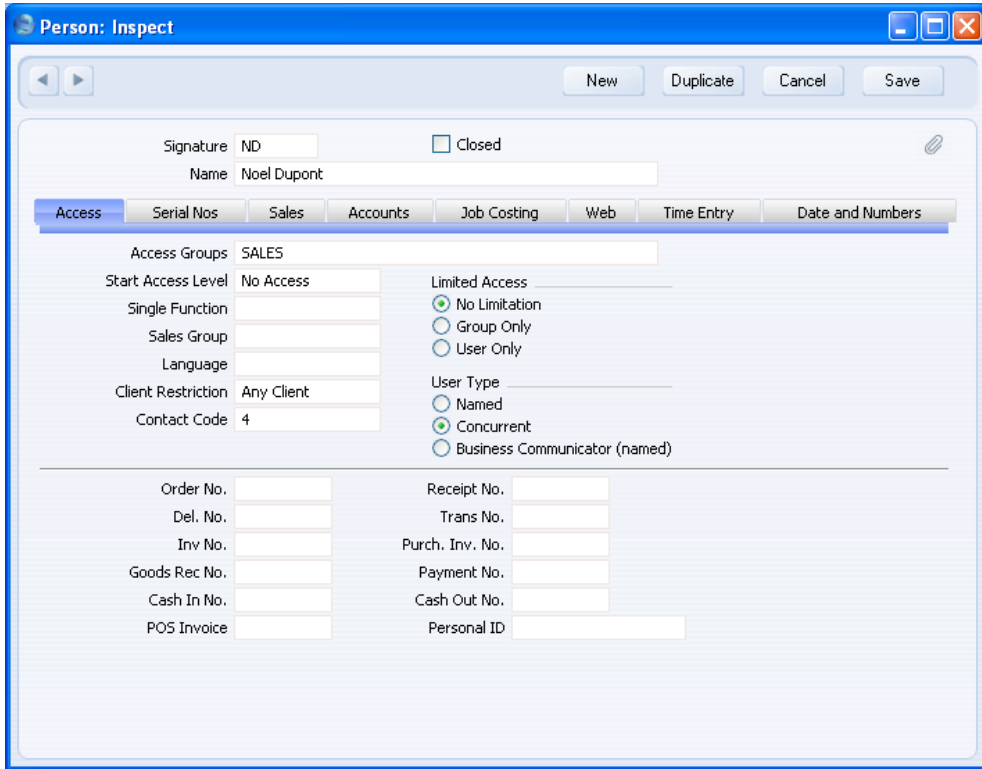 Person: Inspect
New Duplicate Cancel Save
Signature ND Closed
Name Noel Dupont
Access Serial Nos Sales Accounts Job Costing Web Time Entry Date and Numbers
Access Groups SALES
Start Access Level No Access Limited Access
Single Function No Limitation
Sales Group Group Only
Language User Only
Client Restriction Any Client User Type
Named
Contact Code 4 Concurrent
Business Communicator (named)
Order No. Receipt No.
Del. No. Trans No.
Inv No. Purch. Inv. No.
Goods Rec No. Payment No.
Cash In No. Cash Out No.
POS Invoice Personal ID